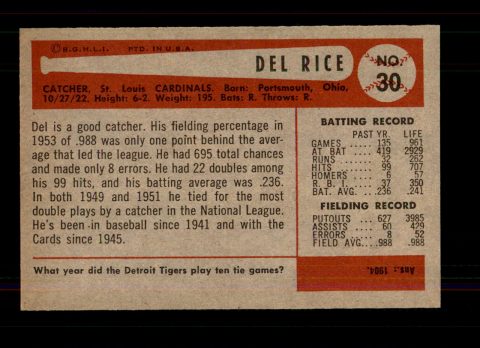 © B.G.H.L.I. PTD. IN U.S.A.
DEL RICE
NO. 30
CATCHER, St. Louis CARDINALS. Born: Portsmouth, Ohio,
10/27/22, Height: 6-2. Weight: 195. Bats: R. Throws: R.
Del is a good catcher. His fielding percentage in
1953 of .988 was only one point behind the aver-
age that led the league. He had 695 total chances
and made only 8 errors. He had 22 doubles among
his 99 hits, and his batting average was .236.
In both 1949 and 1951 he tied for the most
double plays by a catcher in the National League.
He's been in baseball since 1941 and with the
Cards since 1945.
What year did the Detroit Tigers play ten tie games?
BATTING RECORD
PAST YR. LIFE
GAMES ..... 135 961
AT BAT .... 419 2929
RUNS ..... 32 262
HITS ..... 99 707
HOMERS .... 6 57
R. B. I. .... 37 350
BAT. AVG. ...236 .241
FIELDING RECORD
PUTOUTS .. 627 3985
ASSISTS ... 60 429
ERRORS .... 8 52
FIELD AVG....988 .988
Ans.: 1904.